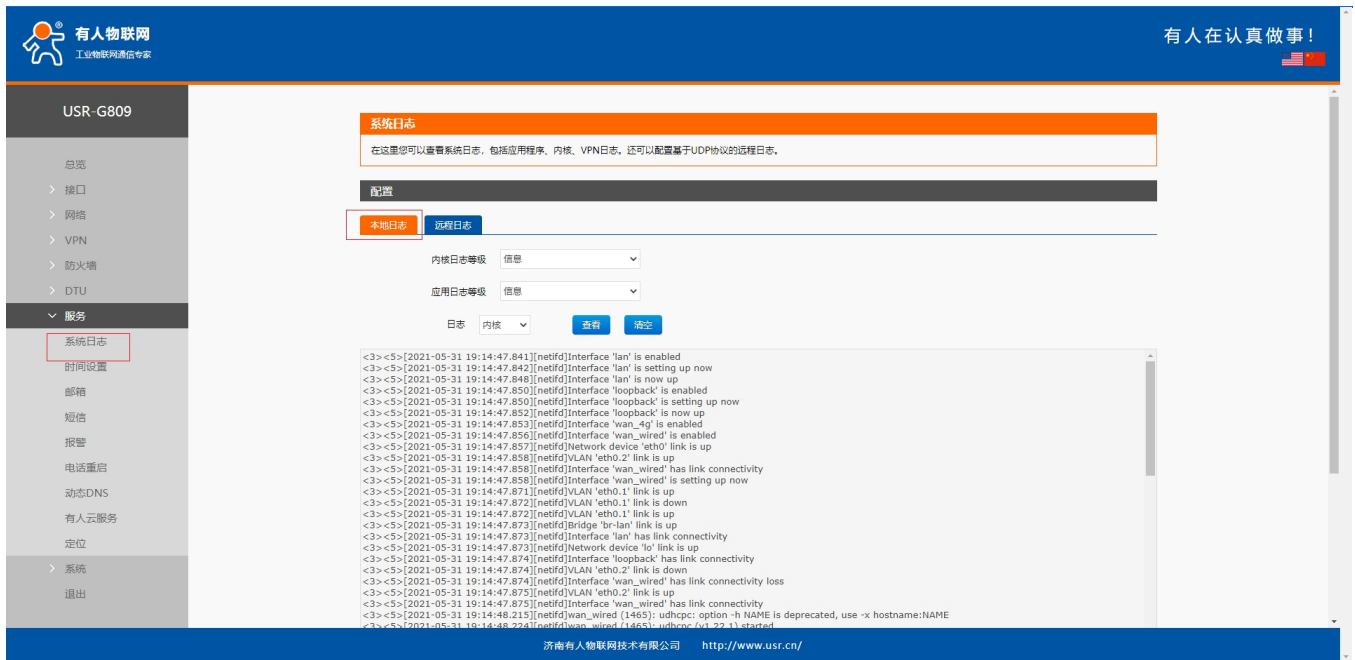 有人物联网
工业物联网通信专家
有人在认真做事!
USR-G809
总览
接口
网络
VPN
防火墙
DTU
服务
系统日志
时间设置
邮箱
短信
报警
电话重启
动态DNS
有人云服务
定位
系统
退出
系统日志
在这里您可以查看系统日志，包括应用程序、内核、VPN日志。还可以配置基于UDP协议的远程日志。
配置
本地日志 远程日志
内核日志等级 信息
应用日志等级 信息
日志 内核 查看 清空
<3><5>[2021-05-31 19:14:47.841][netifd]Interface 'lan' is enabled
<3><5>[2021-05-31 19:14:47.842][netifd]Interface 'lan' is setting up now
<3><5>[2021-05-31 19:14:47.848][netifd]Interface 'lan' is now up
<3><5>[2021-05-31 19:14:47.850][netifd]Interface 'loopback' is enabled
<3><5>[2021-05-31 19:14:47.850][netifd]Interface 'loopback' is setting up now
<3><5>[2021-05-31 19:14:47.852][netifd]Interface 'loopback' is now up
<3><5>[2021-05-31 19:14:47.853][netifd]Interface 'wan_4g' is enabled
<3><5>[2021-05-31 19:14:47.856][netifd]Interface 'wan_wired' is enabled
<3><5>[2021-05-31 19:14:47.857][netifd]Network device 'eth0' link is up
<3><5>[2021-05-31 19:14:47.858][netifd]VLAN 'eth0.2' link is up
<3><5>[2021-05-31 19:14:47.858][netifd]Interface 'wan_wired' has link connectivity
<3><5>[2021-05-31 19:14:47.858][netifd]Interface 'wan_wired' is setting up now
<3><5>[2021-05-31 19:14:47.871][netifd]VLAN 'eth0.1' link is up
<3><5>[2021-05-31 19:14:47.872][netifd]VLAN 'eth0.1' link is down
<3><5>[2021-05-31 19:14:47.872][netifd]VLAN 'eth0.1' link is up
<3><5>[2021-05-31 19:14:47.873][netifd]Bridge 'br-lan' link is up
<3><5>[2021-05-31 19:14:47.873][netifd]Interface 'lan' has link connectivity
<3><5>[2021-05-31 19:14:47.873][netifd]Network device 'lo' link is up
<3><5>[2021-05-31 19:14:47.874][netifd]Interface 'loopback' has link connectivity
<3><5>[2021-05-31 19:14:47.874][netifd]VLAN 'eth0.2' link is down
<3><5>[2021-05-31 19:14:47.874][netifd]Interface 'wan_wired' has link connectivity loss
<3><5>[2021-05-31 19:14:47.875][netifd]VLAN 'eth0.2' link is up
<3><5>[2021-05-31 19:14:47.875][netifd]Interface 'wan_wired' has link connectivity
<3><5>[2021-05-31 19:14:48.215][netifd]wan_wired (1465): udhcpc: option -h NAME is deprecated, use -x hostname:NAME
<3><5>[2021-05-31 19:14:48.224][netifd]wan_wired (1465): udhcpc (v1.22.1) started
济南有人物联网技术有限公司 http://www.usr.cn/